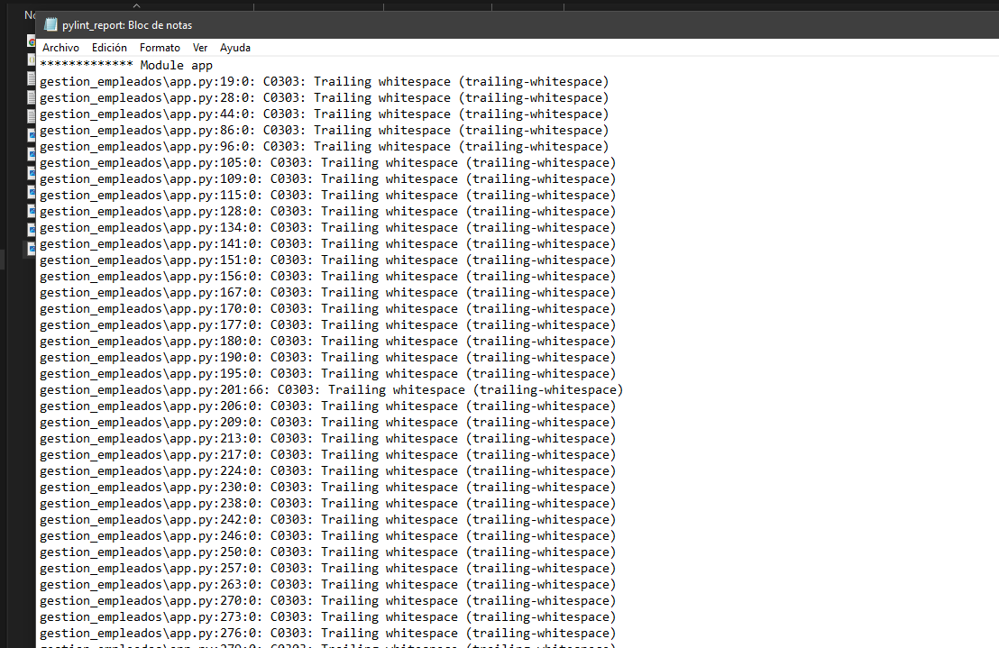 No
pylint_report: Bloc de notas
Archivo Edición Formato Ver Ayuda
************* Module app
gestion_empleados\app.py:19:0: C0303: Trailing whitespace (trailing-whitespace)
gestion_empleados\app.py:28:0: C0303: Trailing whitespace (trailing-whitespace)
gestion_empleados\app.py:44:0: C0303: Trailing whitespace (trailing-whitespace)
gestion_empleados\app.py:86:0: C0303: Trailing whitespace (trailing-whitespace)
gestion_empleados\app.py:96:0: C0303: Trailing whitespace (trailing-whitespace)
gestion_empleados\app.py:105:0: C0303: Trailing whitespace (trailing-whitespace)
gestion_empleados\app.py:109:0: C0303: Trailing whitespace (trailing-whitespace)
gestion_empleados\app.py:115:0: C0303: Trailing whitespace (trailing-whitespace)
gestion_empleados\app.py:128:0: C0303: Trailing whitespace (trailing-whitespace)
gestion_empleados\app.py:134:0: C0303: Trailing whitespace (trailing-whitespace)
gestion_empleados\app.py:141:0: C0303: Trailing whitespace (trailing-whitespace)
gestion_empleados\app.py:151:0: C0303: Trailing whitespace (trailing-whitespace)
gestion_empleados\app.py:156:0: C0303: Trailing whitespace (trailing-whitespace)
gestion_empleados\app.py:167:0: C0303: Trailing whitespace (trailing-whitespace)
gestion_empleados\app.py:170:0: C0303: Trailing whitespace (trailing-whitespace)
gestion_empleados\app.py:177:0: C0303: Trailing whitespace (trailing-whitespace)
gestion_empleados\app.py:180:0: C0303: Trailing whitespace (trailing-whitespace)
gestion_empleados\app.py:190:0: C0303: Trailing whitespace (trailing-whitespace)
gestion_empleados\app.py:195:0: C0303: Trailing whitespace (trailing-whitespace)
gestion_empleados\app.py:201:66: C0303: Trailing whitespace (trailing-whitespace)
gestion_empleados\app.py:206:0: C0303: Trailing whitespace (trailing-whitespace)
gestion_empleados\app.py:209:0: C0303: Trailing whitespace (trailing-whitespace)
gestion_empleados\app.py:213:0: C0303: Trailing whitespace (trailing-whitespace)
gestion_empleados\app.py:217:0: C0303: Trailing whitespace (trailing-whitespace)
gestion_empleados\app.py:224:0: C0303: Trailing whitespace (trailing-whitespace)
gestion_empleados\app.py:230:0: C0303: Trailing whitespace (trailing-whitespace)
gestion_empleados\app.py:238:0: C0303: Trailing whitespace (trailing-whitespace)
gestion_empleados\app.py:242:0: C0303: Trailing whitespace (trailing-whitespace)
gestion_empleados\app.py:246:0: C0303: Trailing whitespace (trailing-whitespace)
gestion_empleados\app.py:250:0: C0303: Trailing whitespace (trailing-whitespace)
gestion_empleados\app.py:257:0: C0303: Trailing whitespace (trailing-whitespace)
gestion_empleados\app.py:263:0: C0303: Trailing whitespace (trailing-whitespace)
gestion_empleados\app.py:270:0: C0303: Trailing whitespace (trailing-whitespace)
gestion_empleados\app.py:273:0: C0303: Trailing whitespace (trailing-whitespace)
gestion_empleados\app.py:276:0: C0303: Trailing whitespace (trailing-whitespace)